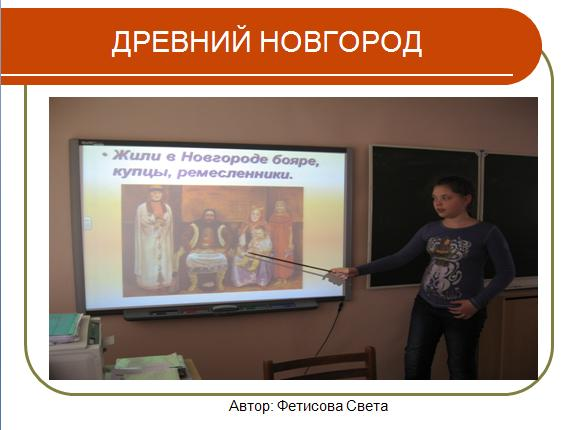 ДРЕВНИЙ НОВГОРОД
• Жили в Новгороде бояре,
купцы, ремесленники.
Автор: Фетисова Света